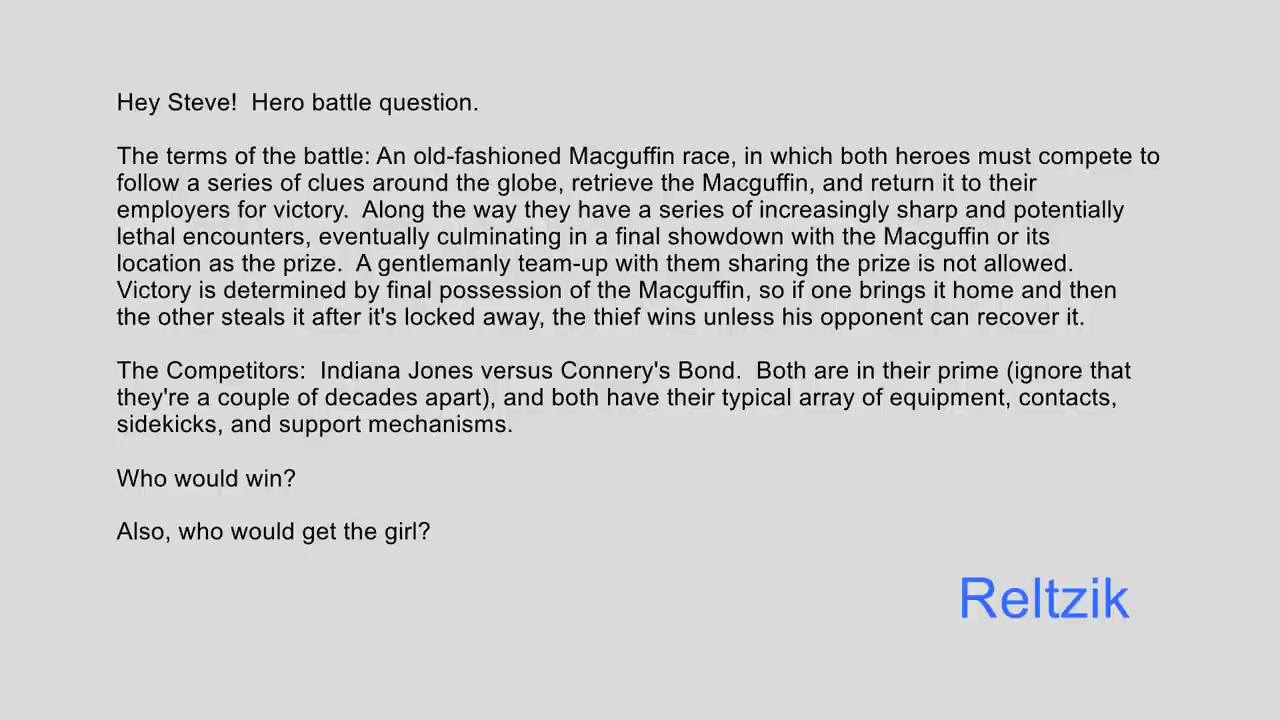 Hey Steve!  Hero battle question.
The terms of the battle: An old-fashioned Macguffin race, in which both heroes must compete to
follow a series of clues around the globe, retrieve the Macguffin, and return it to their
employers for victory.  Along the way they have a series of increasingly sharp and potentially
lethal encounters, eventually culminating in a final showdown with the Macguffin or its
location as the prize.  A gentlemanly team-up with them sharing the prize is not allowed.
Victory is determined by final possession of the Macguffin, so if one brings it home and then
the other steals it after it's locked away, the thief wins unless his opponent can recover it.
The Competitors:  Indiana Jones versus Connery's Bond.  Both are in their prime (ignore that
they're a couple of decades apart), and both have their typical array of equipment, contacts,
sidekicks, and support mechanisms.
Who would win?
Also, who would get the girl?
Reltzik